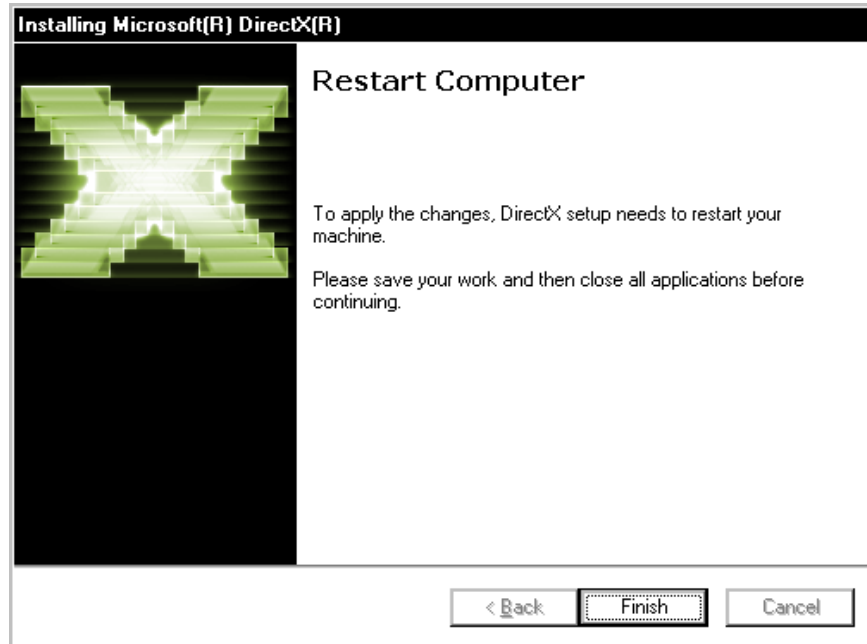 Installing Microsoft(R) DirectX(R)
Restart Computer
To apply the changes, DirectX setup needs to restart your
machine.
Please save your work and then close all applications before
continuing.
< Back
Finish
Cancel